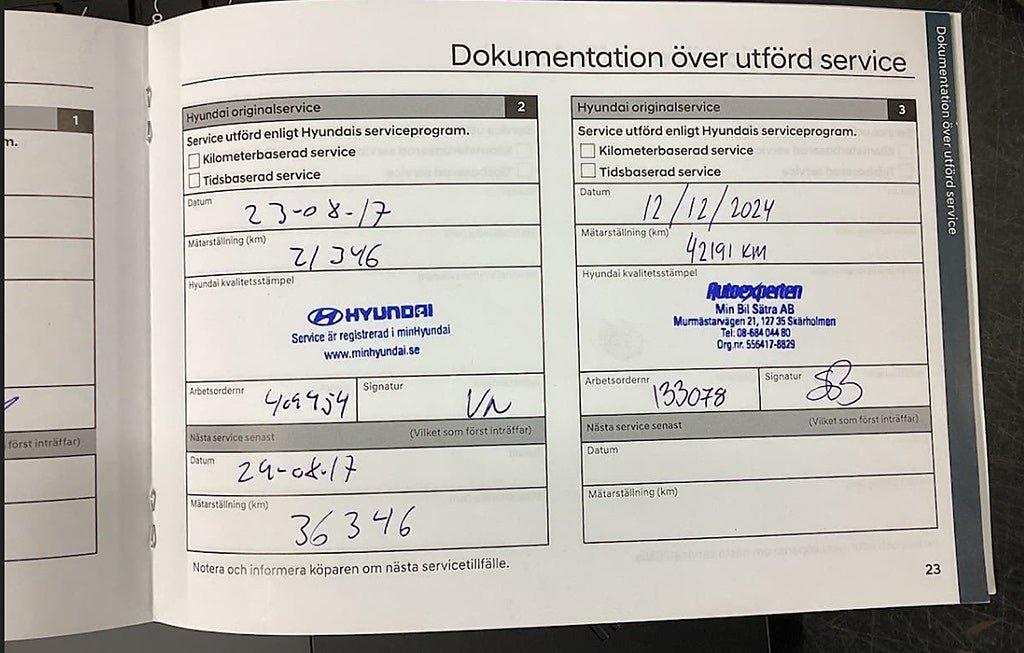 Dokumentation över utförd service
1
m.
först inträffar)
Hyundai originalservice 2
Service utförd enligt Hyundais serviceprogram.
Kilometerbaserad service
Tidsbaserad service
Datum
23-08-17
Mätarställning (km)
21346
Hyundai kvalitetsstämpel
HYUNDAI
Service är registrerad i minHyundai
www.minhyundai.se
Arbetsordernr
Signatur
VN
Nästa service senast (Vilket som först inträffar)
Datum
Mätarställning (km)
36346
Notera och informera köparen om nästa servicetillfälle.
Hyundai originalservice 3
Service utförd enligt Hyundais serviceprogram.
Kilometerbaserad service
Tidsbaserad service
Datum
12/12/2024
Mätarställning (km)
42191 KM
Hyundai kvalitetsstämpel
Autoexperten
Min Bil Sätra AB
Murmästarvägen 21, 127 35 Skärholmen
Tel: 08-684 044 80
Org.nr. 556417-8829
Arbetsordernr
133078
Signatur
Nästa service senast (Vilket som först inträffar)
Datum
Mätarställning (km)
23
Dokumentation över utförd service